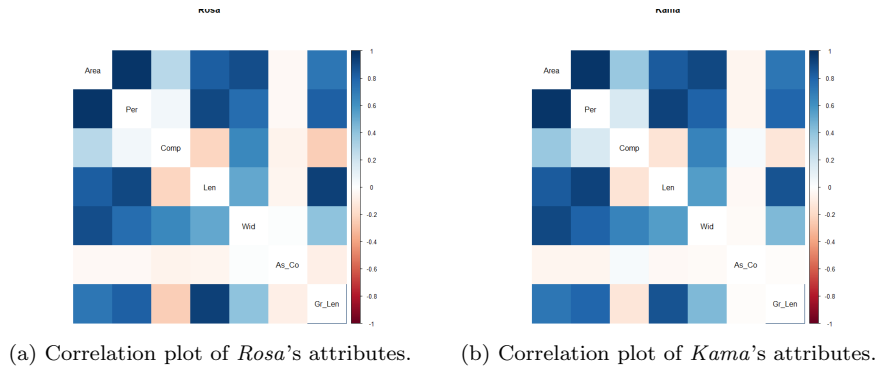 Rosa
Kama
Area
Per
Comp
Len
Wid
As_Co
Gr_Len
1
0.8
0.6
0.4
0.2
0
-0.2
-0.4
-0.6
-0.8
-1
Area
Per
Comp
Len
Wid
As_Co
Gr_Len
1
0.8
0.6
0.4
0.2
0
-0.2
-0.4
-0.6
-0.8
-1
(a) Correlation plot of Rosa's attributes.
(b) Correlation plot of Kama's attributes.